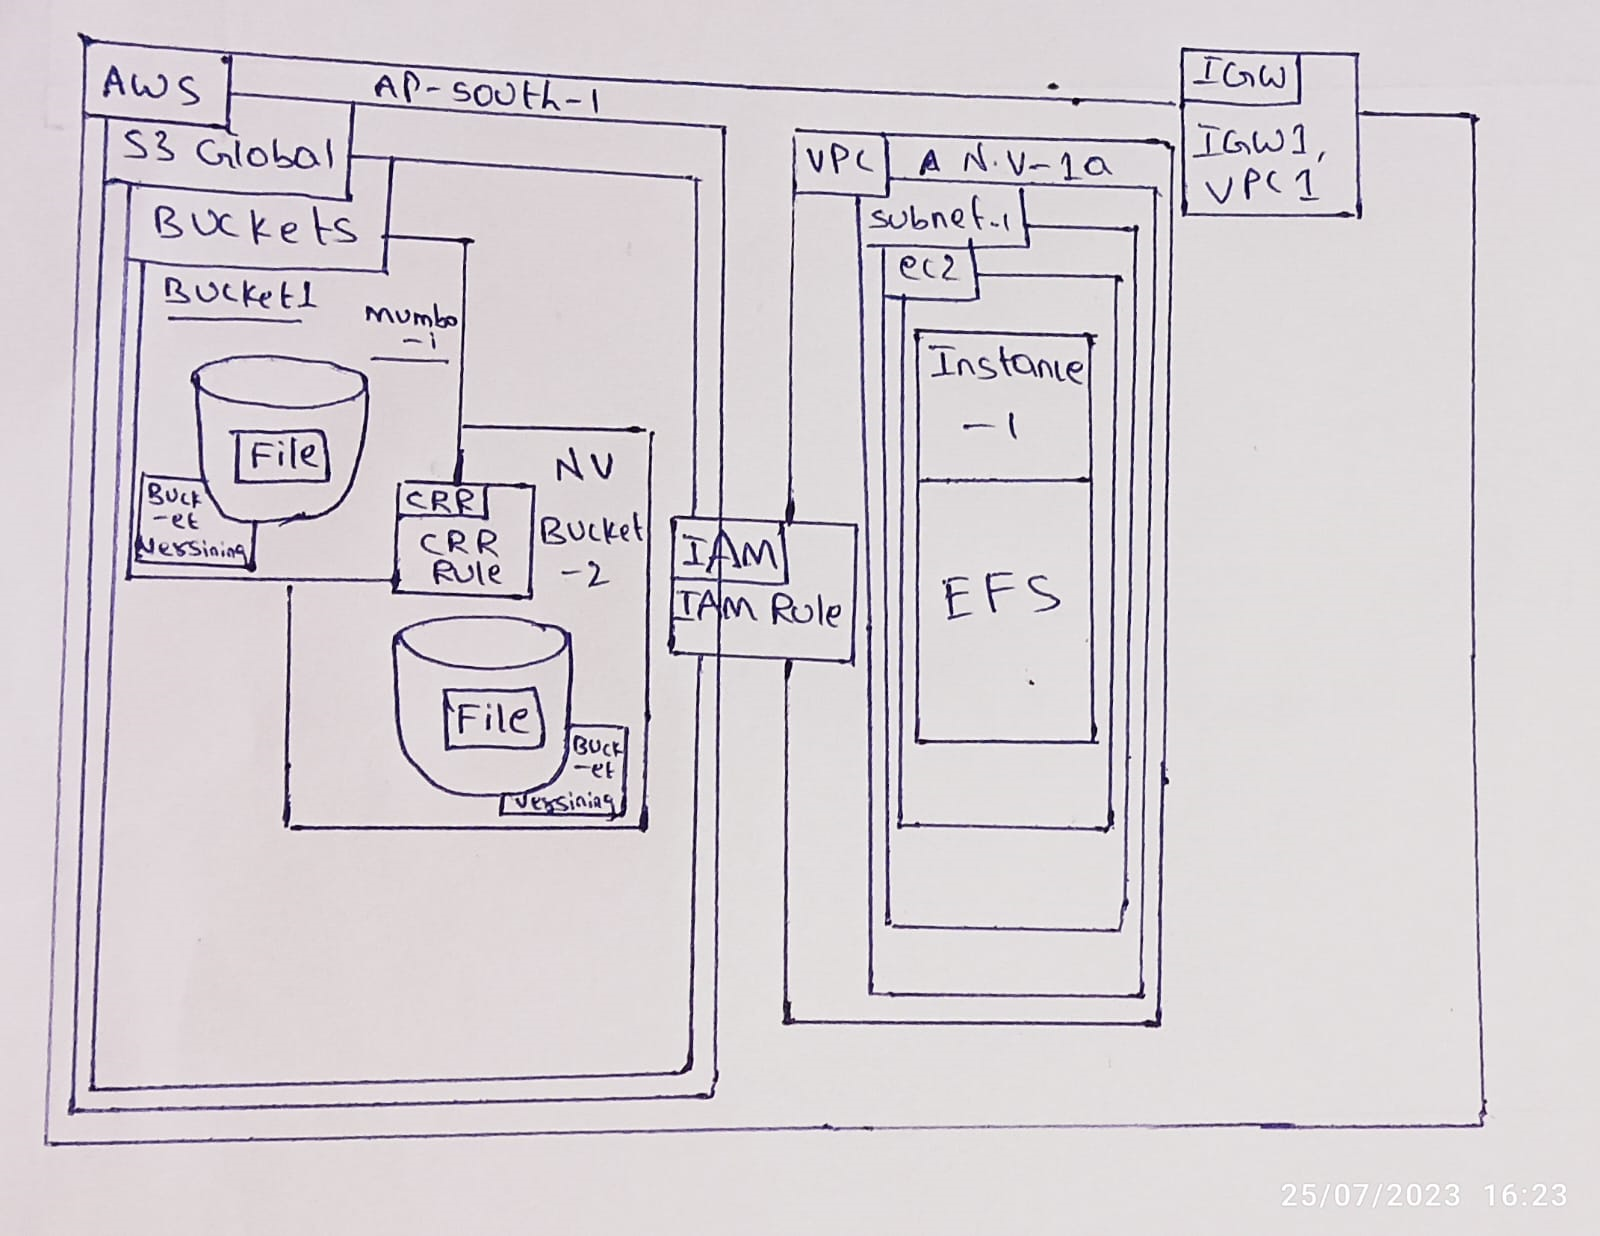 AWS
AP-south-1
S3 Global
Buckets
Bucket1
Mumba
-i
File
Buck
-et
Versining
CRR
CRR
Rule
NV
Bucket
-2
File
Buck
-et
Versining
IAM
IAM Role
VPC
A N.V-1a
subnet-1
ec2
Instance
-1
EFS
IGW
IGW1,
VPC1
25/07/2023 16:23